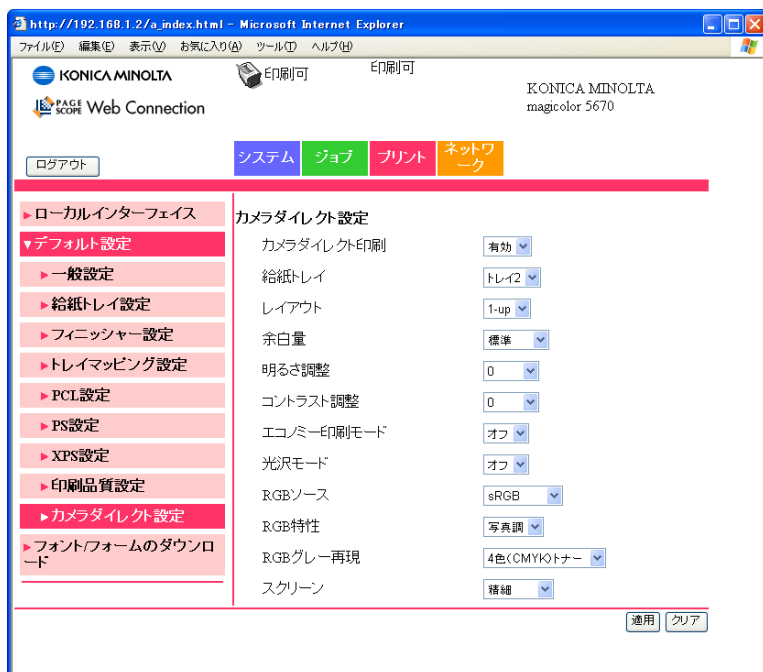 http://192.168.1.2/a_index.html - Microsoft Internet Explorer
ファイル(F) 編集(E) 表示(V) お気に入り(A) ツール(T) ヘルプ(H)
KONICA MINOLTA
印刷可
印刷可
KONICA MINOLTA
magicolor 5670
PAGE SCOPE Web Connection
ログアウト
システム
ジョブ
プリント
ネットワ
ーク
ローカルインターフェイス
デフォルト設定
一般設定
給紙トレイ設定
フィニッシャー設定
トレイマッピング設定
PCL設定
PS設定
XPS設定
印刷品質設定
カメラダイレクト設定
フォント/フォームのダウンロ
ード
カメラダイレクト設定
カメラダイレクト印刷 有効
給紙トレイ トレイ2
レイアウト 1-up
余白量 標準
明るさ調整 0
コントラスト調整 0
エコノミー印刷モード オフ
光沢モード オフ
RGBソース sRGB
RGB特性 写真調
RGBグレー再現 4色(CMYK)トナー
スクリーン 精細
適用 クリア